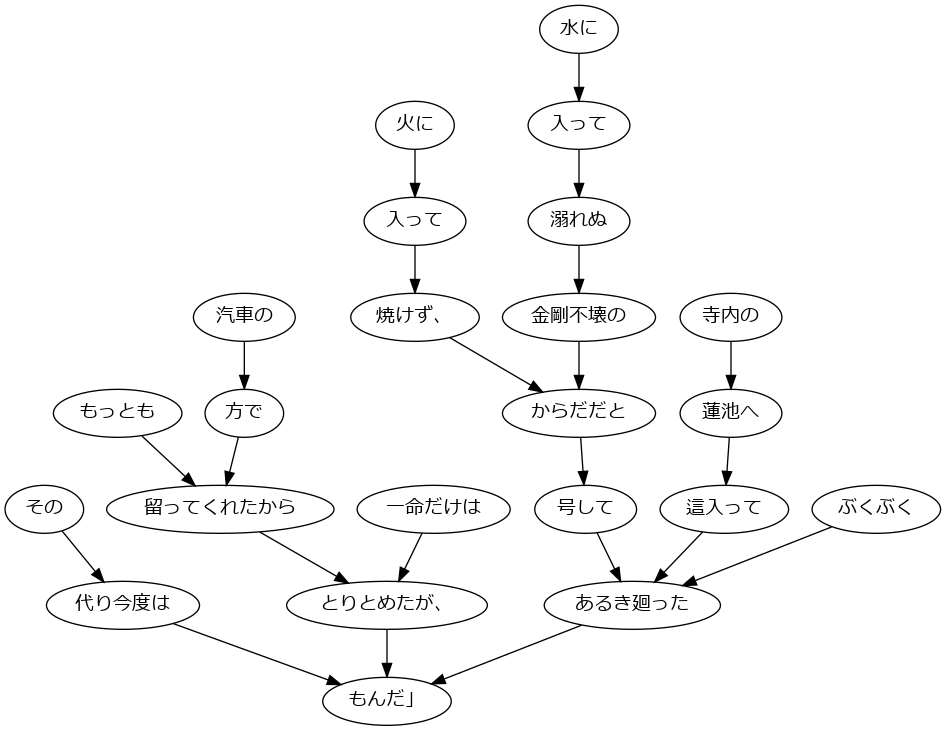 水に
火に
入って
入って
溺れぬ
汽車の
焼けず、
金剛不壊の
寺内の
もっとも
方で
からだだと
蓮池へ
その
留ってくれたから
一命だけは
号して
這入って
ぶくぶく
代り今度は
とりとめたが、
あるき廻った
もんだ」